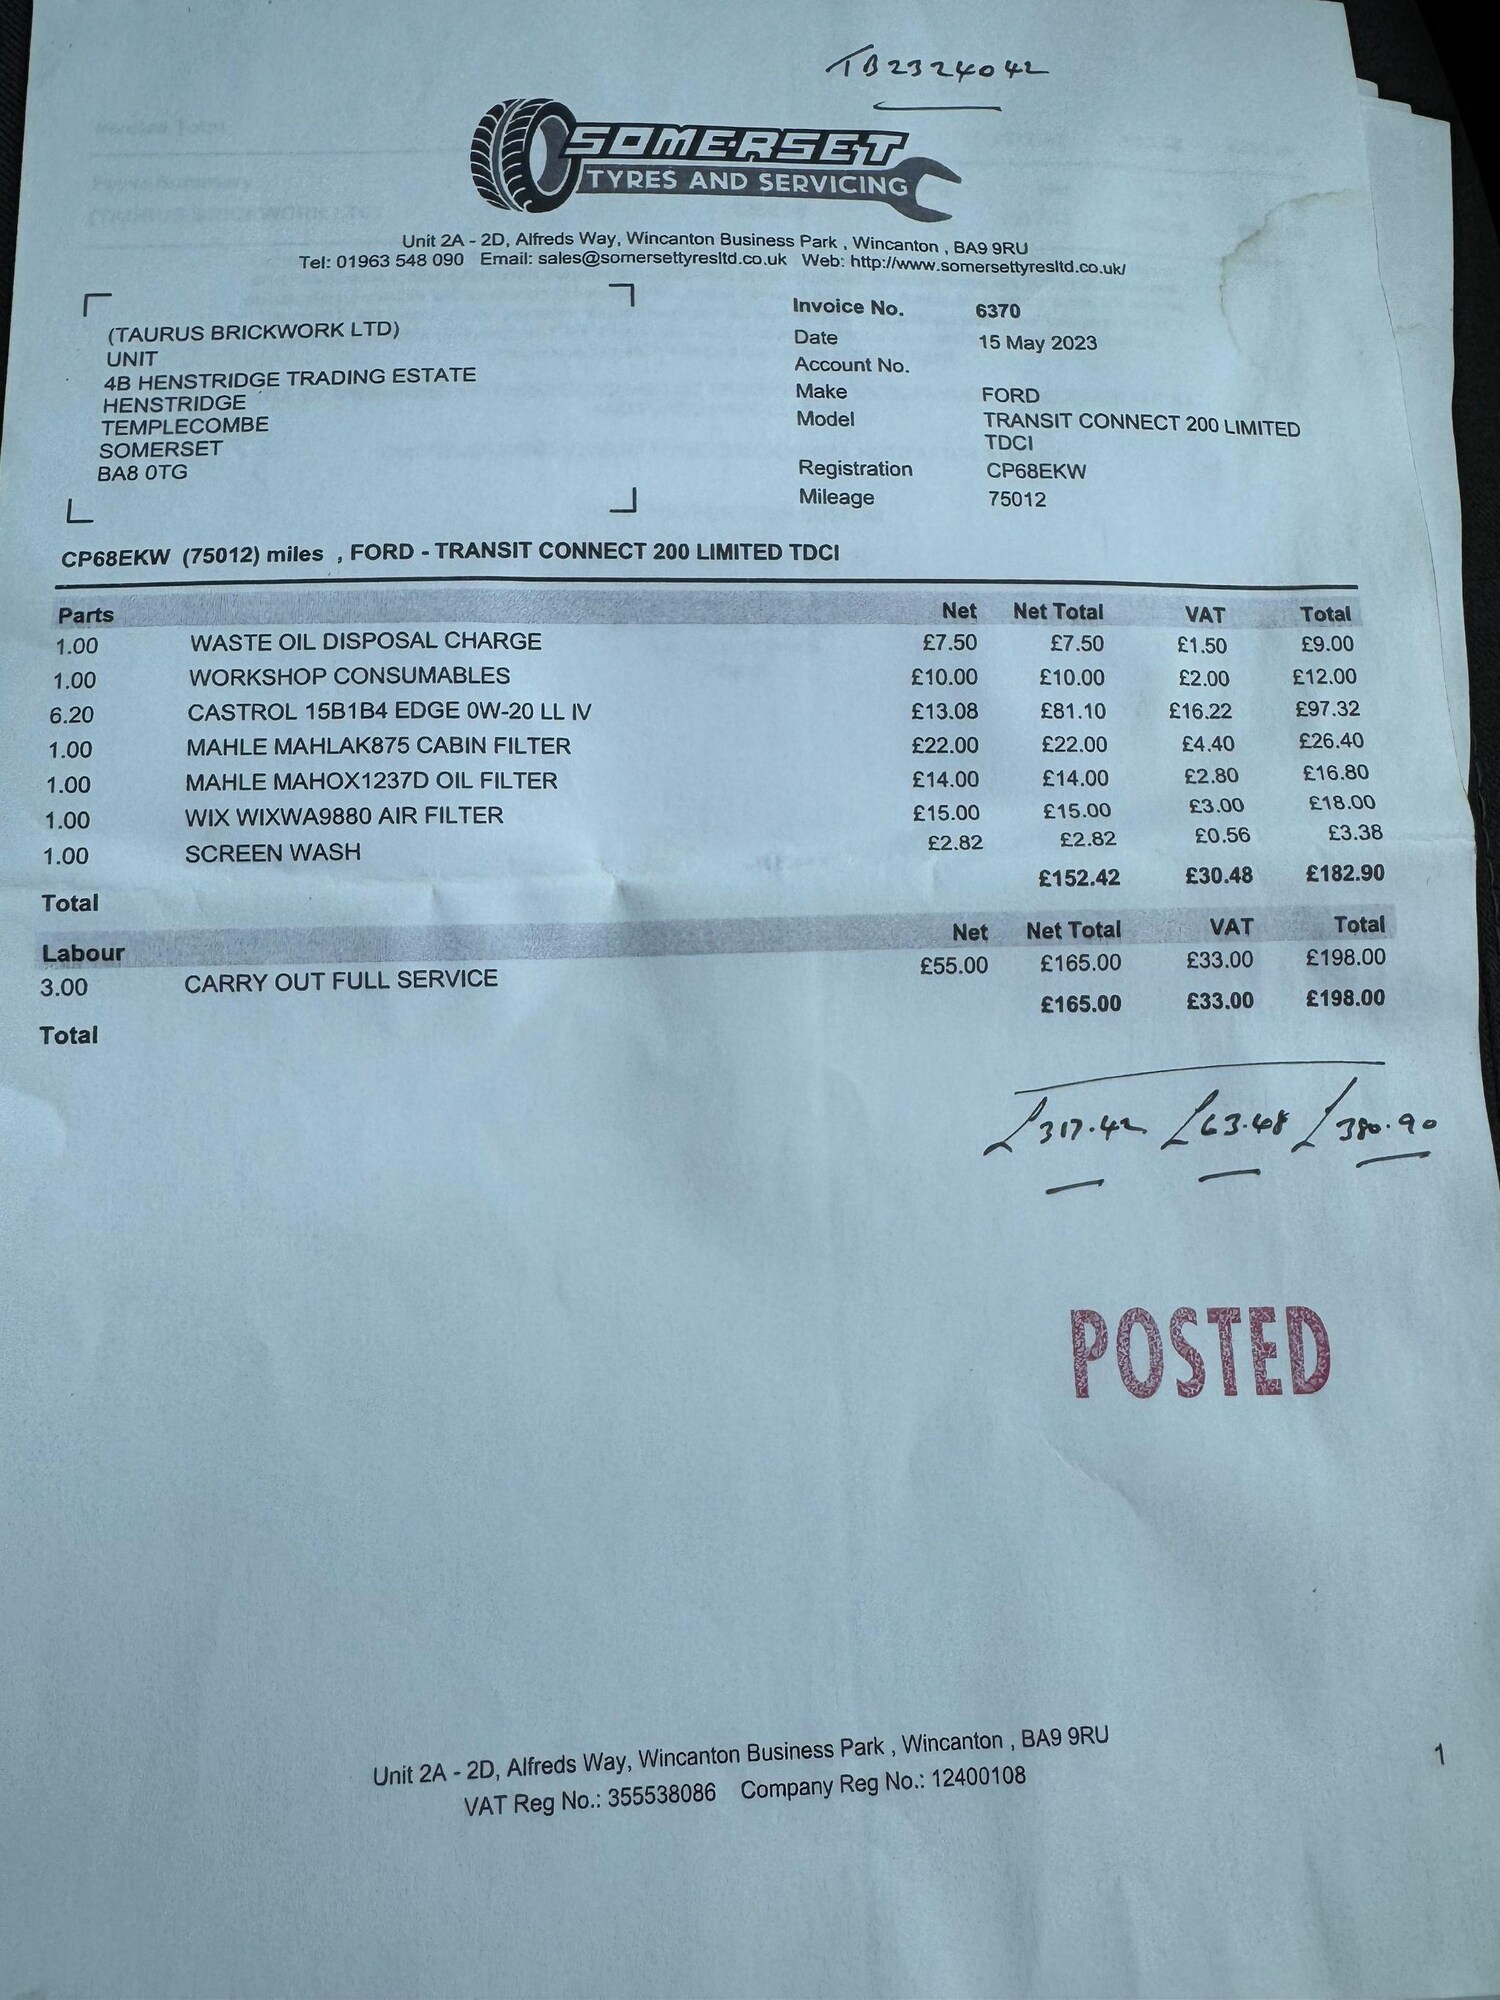 TB2324042
SOMERSET
TYRES AND SERVICING
Unit 2A - 2D, Alfreds Way, Wincanton Business Park , Wincanton , BA9 9RU
Tel: 01963 548 090 Email: sales@somersettyresltd.co.uk Web: http://www.somersettyresltd.co.uk/
(TAURUS BRICKWORK LTD)
UNIT
4B HENSTRIDGE TRADING ESTATE
HENSTRIDGE
TEMPLECOMBE
SOMERSET
BA8 0TG
Invoice No. 6370
Date 15 May 2023
Account No.
Make FORD
Model TRANSIT CONNECT 200 LIMITED
TDCI
Registration CP68EKW
Mileage 75012
CP68EKW (75012) miles , FORD - TRANSIT CONNECT 200 LIMITED TDCI
Parts Net Net Total VAT Total
1.00 WASTE OIL DISPOSAL CHARGE £7.50 £7.50 £1.50 £9.00
1.00 WORKSHOP CONSUMABLES £10.00 £10.00 £2.00 £12.00
6.20 CASTROL 15B1B4 EDGE 0W-20 LL IV £13.08 £81.10 £16.22 £97.32
1.00 MAHLE MAHLAK875 CABIN FILTER £22.00 £22.00 £4.40 £26.40
1.00 MAHLE MAHOX1237D OIL FILTER £14.00 £14.00 £2.80 £16.80
1.00 WIX WIXWA9880 AIR FILTER £15.00 £15.00 £3.00 £18.00
1.00 SCREEN WASH £2.82 £2.82 £0.56 £3.38
Total £152.42 £30.48 £182.90
Labour Net Net Total VAT Total
3.00 CARRY OUT FULL SERVICE £55.00 £165.00 £33.00 £198.00
Total £165.00 £33.00 £198.00
£317.42 £63.48 £380.90
POSTED
Unit 2A - 2D, Alfreds Way, Wincanton Business Park , Wincanton , BA9 9RU
VAT Reg No.: 355538086 Company Reg No.: 12400108
1